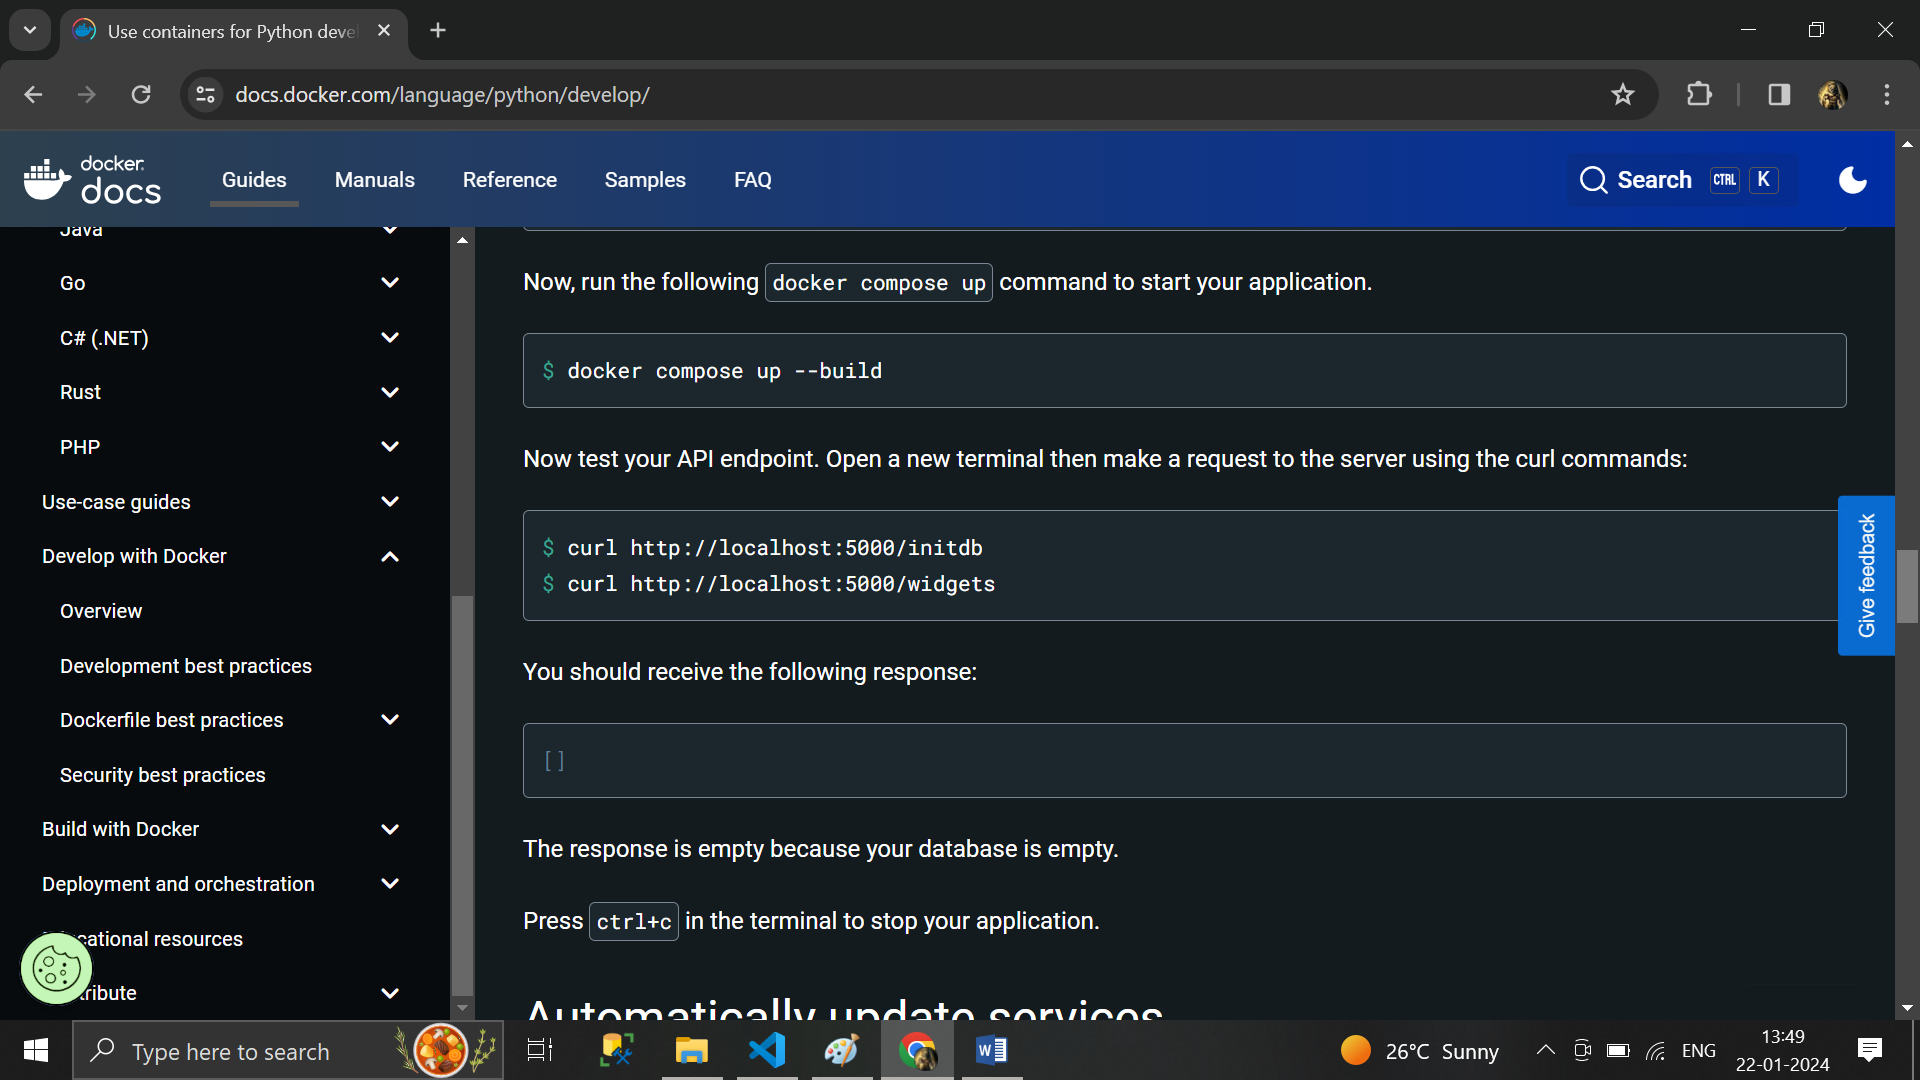 Use containers for Python deve
docs.docker.com/language/python/develop/
docker
docs
Guides
Manuals
Reference
Samples
FAQ
Search
CTRL
K
Java
Go
C# (.NET)
Rust
PHP
Use-case guides
Develop with Docker
Overview
Development best practices
Dockerfile best practices
Security best practices
Build with Docker
Deployment and orchestration
cational resources
tribute
Now, run the following docker compose up command to start your application.
$ docker compose up --build
Now test your API endpoint. Open a new terminal then make a request to the server using the curl commands:
$ curl http://localhost:5000/initdb
$ curl http://localhost:5000/widgets
You should receive the following response:
[]
The response is empty because your database is empty.
Press ctrl+c in the terminal to stop your application.
Automatically update services
Give feedback
Type here to search
26°C Sunny
ENG
13:49
22-01-2024